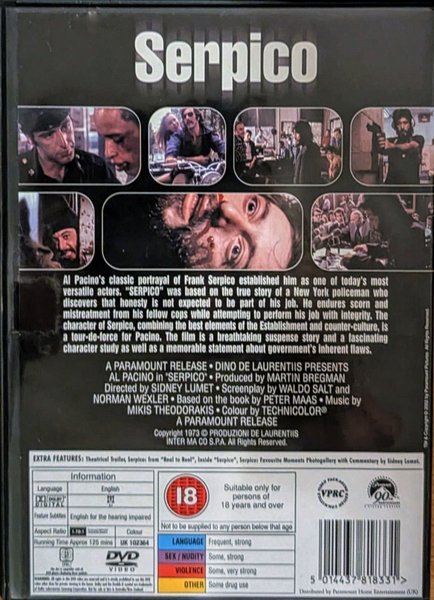 Serpico
Al Pacino's classic portrayal of Frank Serpico established him as one of today's most
versatile actors. "SERPICO" was based on the true story of a New York policeman who
discovers that honesty is not expected to be part of his job. He endures scorn and
mistreatment from his fellow cops while attempting to perform his job with integrity. The
character of Serpico, combining the best elements of the Establishment and counter-culture, is
a tour-de-force for Pacino. The film is a breathtaking suspense story and a fascinating
character study as well as a memorable statement about government's inherent flaws.
A PARAMOUNT RELEASE • DINO DE LAURENTIIS PRESENTS
AL PACINO in "SERPICO" • Produced by MARTIN BREGMAN
Directed by SIDNEY LUMET • Screenplay by WALDO SALT and
NORMAN WEXLER • Based on the book by PETER MAAS • Music by
MIKIS THEODORAKIS • Colour by TECHNICOLOR®
A PARAMOUNT RELEASE
Copyright 1973 © PRODUZIONI DE LAURENTIIS
INTER MA CO S.P.A. All Rights Reserved.
EXTRA FEATURES: Theatrical Trailer, Serpico: from "Real to Reel", Inside "Serpico", Serpico: Favourite Moments Photogallery with Commentary by Sidney Lumet.
Information
Language English
DOLBY
DIGITAL
Feature Subtitles English for the hearing impaired
Aspect Ratio Colour
Running Time Approx 125 mins UK 102364
DVD
VIDEO
18
Suitable only for
persons of
18 years and over
Not to be supplied to any person below that age
LANGUAGE Frequent, strong
SEX / NUDITY Some, strong
VIOLENCE Some, very strong
OTHER Some drug use
VPRC
90
5 014437 818331
Distributed by Paramount Home Entertainment (UK)